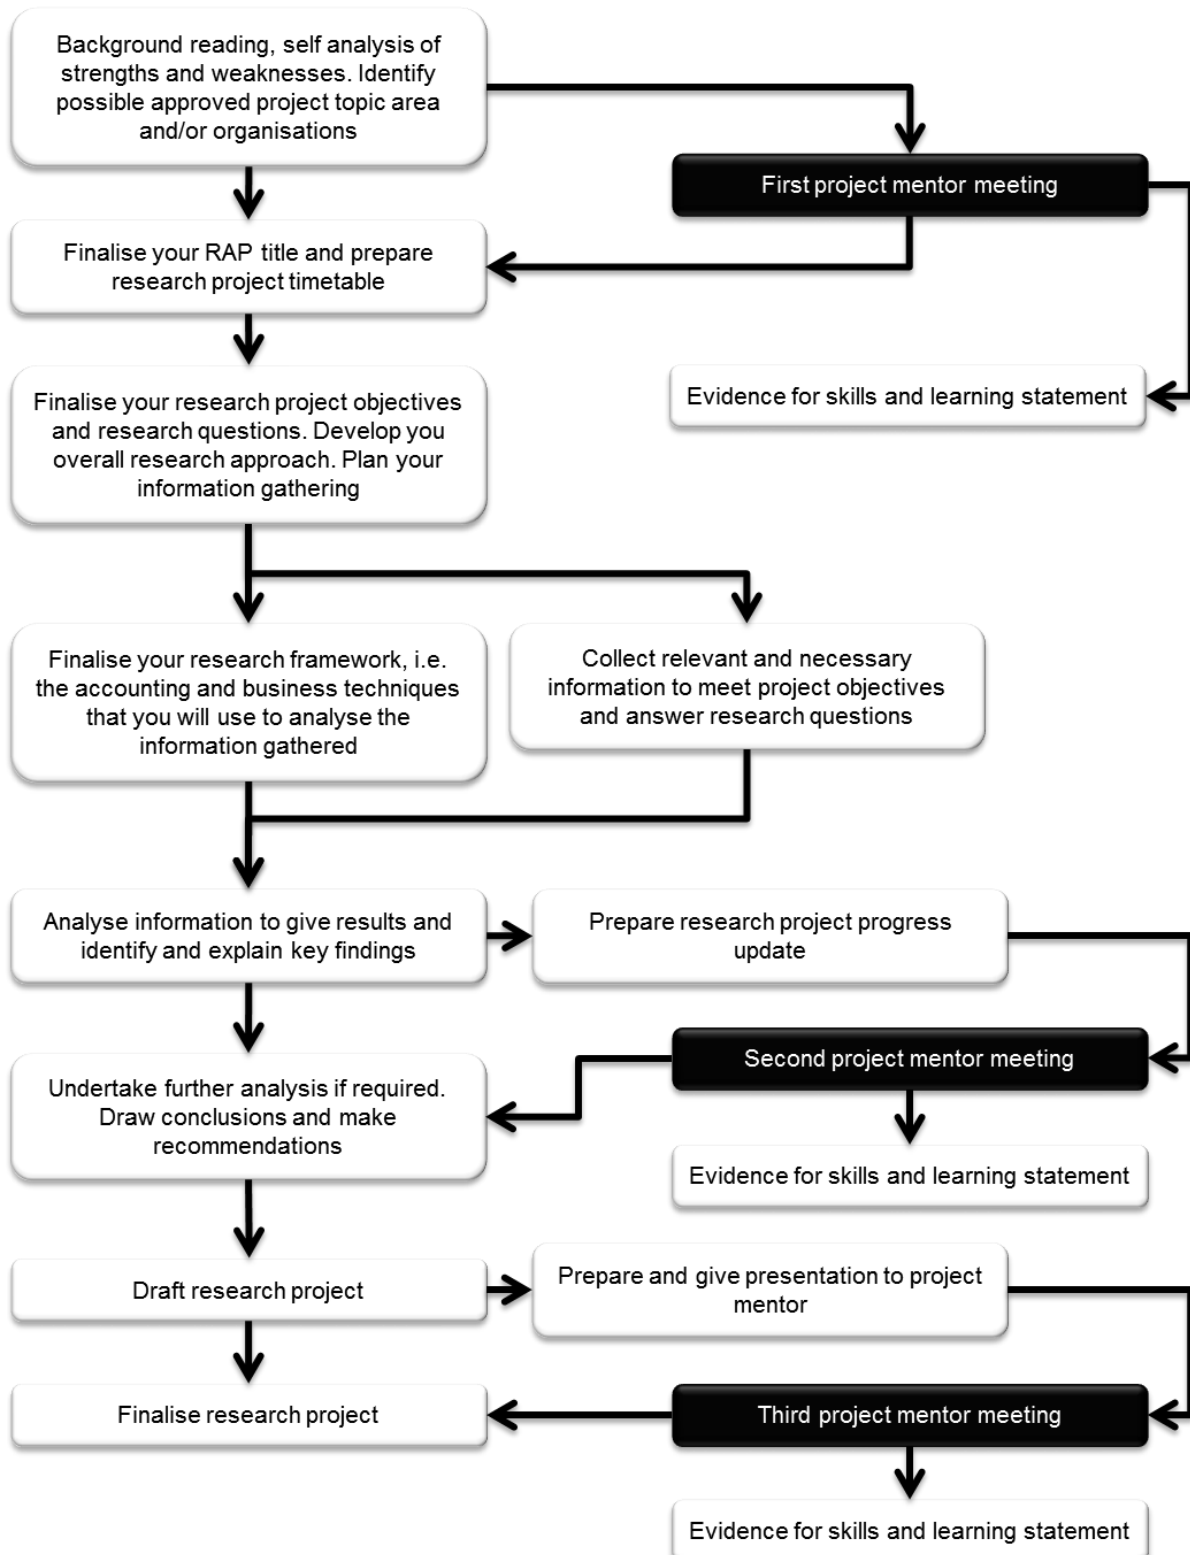 Background reading, self analysis of
strengths and weaknesses. Identify
possible approved project topic area
and/or organisations
First project mentor meeting
Finalise your RAP title and prepare
research project timetable
Evidence for skills and learning statement
Finalise your research project objectives
and research questions. Develop you
overall research approach. Plan your
information gathering
Finalise your research framework, i.e.
the accounting and business techniques
that you will use to analyse the
information gathered
Collect relevant and necessary
information to meet project objectives
and answer research questions
Analyse information to give results and
identify and explain key findings
Prepare research project progress
update
Second project mentor meeting
Undertake further analysis if required.
Draw conclusions and make
recommendations
Evidence for skills and learning statement
Draft research project
Prepare and give presentation to project
mentor
Finalise research project
Third project mentor meeting
Evidence for skills and learning statement